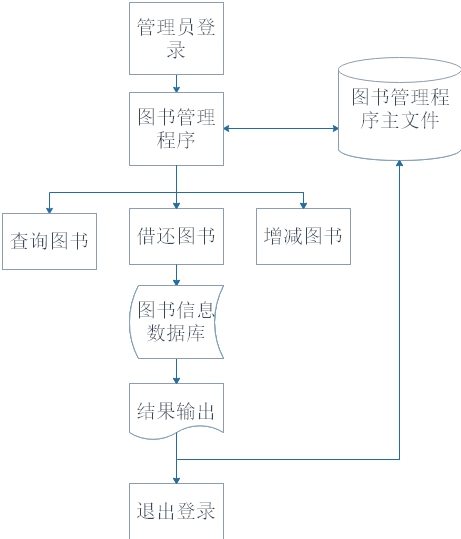 管理员登
录
图书管理
程序
图书管理程
序主文件
查询图书
借还图书
增减图书
图书信息
数据库
结果输出
退出登录